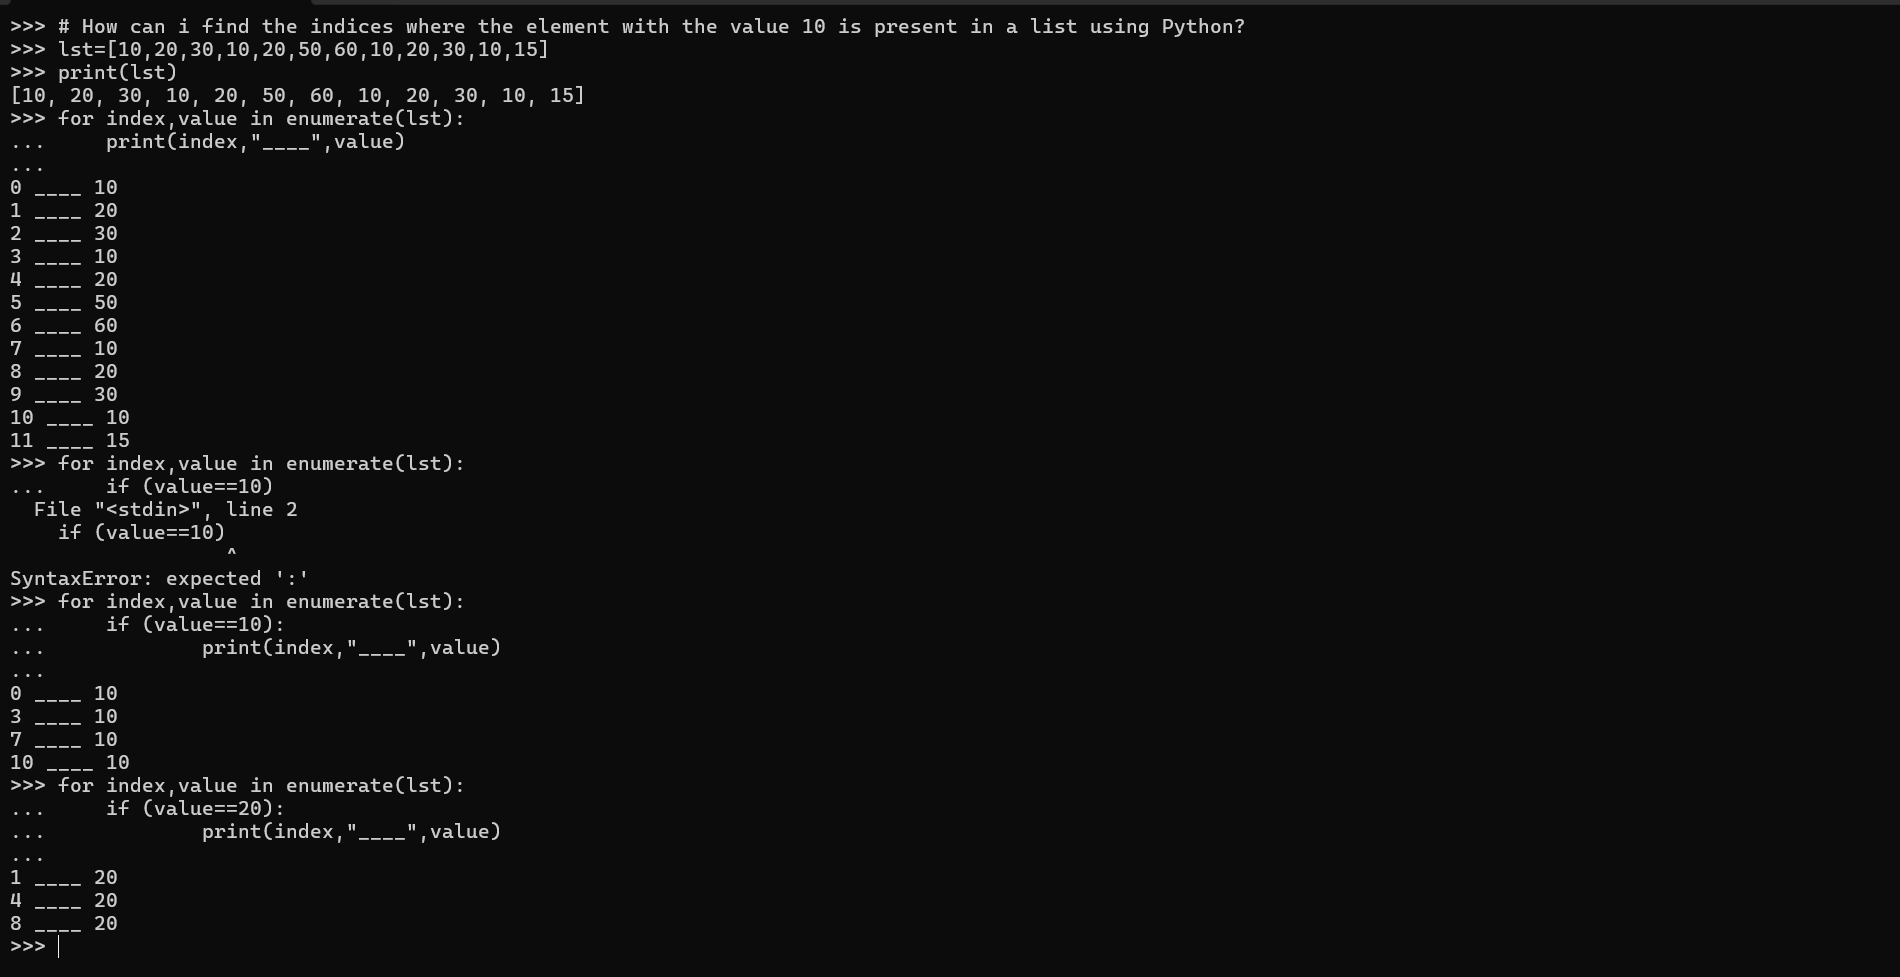 >>> # How can i find the indices where the element with the value 10 is present in a list using Python?
>>> lst=[10,20,30,10,20,50,60,10,20,30,10,15]
>>> print(lst)
[10, 20, 30, 10, 20, 50, 60, 10, 20, 30, 10, 15]
>>> for index,value in enumerate(lst):
...     print(index,"____",value)
...
0 ____ 10
1 ____ 20
2 ____ 30
3 ____ 10
4 ____ 20
5 ____ 50
6 ____ 60
7 ____ 10
8 ____ 20
9 ____ 30
10 ____ 10
11 ____ 15
>>> for index,value in enumerate(lst):
...     if (value==10)
  File "<stdin>", line 2
    if (value==10)
                  ^
SyntaxError: expected ':'
>>> for index,value in enumerate(lst):
...     if (value==10):
...             print(index,"____",value)
...
0 ____ 10
3 ____ 10
7 ____ 10
10 ____ 10
>>> for index,value in enumerate(lst):
...     if (value==20):
...             print(index,"____",value)
...
1 ____ 20
4 ____ 20
8 ____ 20
>>>